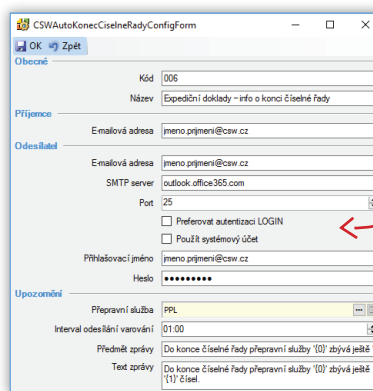 CSWAutoKonecCiselneRadyConfigForm
OK Zpět
Obecné
Kód 006
Název Expediční doklady – info o konci číselné řady
Příjemce
E-mailová adresa jmeno.prijmeni@csw.cz
Odesílatel
E-mailová adresa jmeno.prijmeni@csw.cz
SMTP server outlook.office365.com
Port 25
Preferovat autentizaci LOGIN
Použít systémový účet
Přihlašovací jméno jmeno.prijmeni@csw.cz
Heslo •••••••••
Upozornění
Přepravní služba PPL
Interval odesílání varování 01:00
Předmět zprávy Do konce číselné řady přepravní služby '{0}' zbývá ještě
Text zprávy Do konce číselné řady přepravní služby '{0}' zbývá ještě
'{1}' čísel.